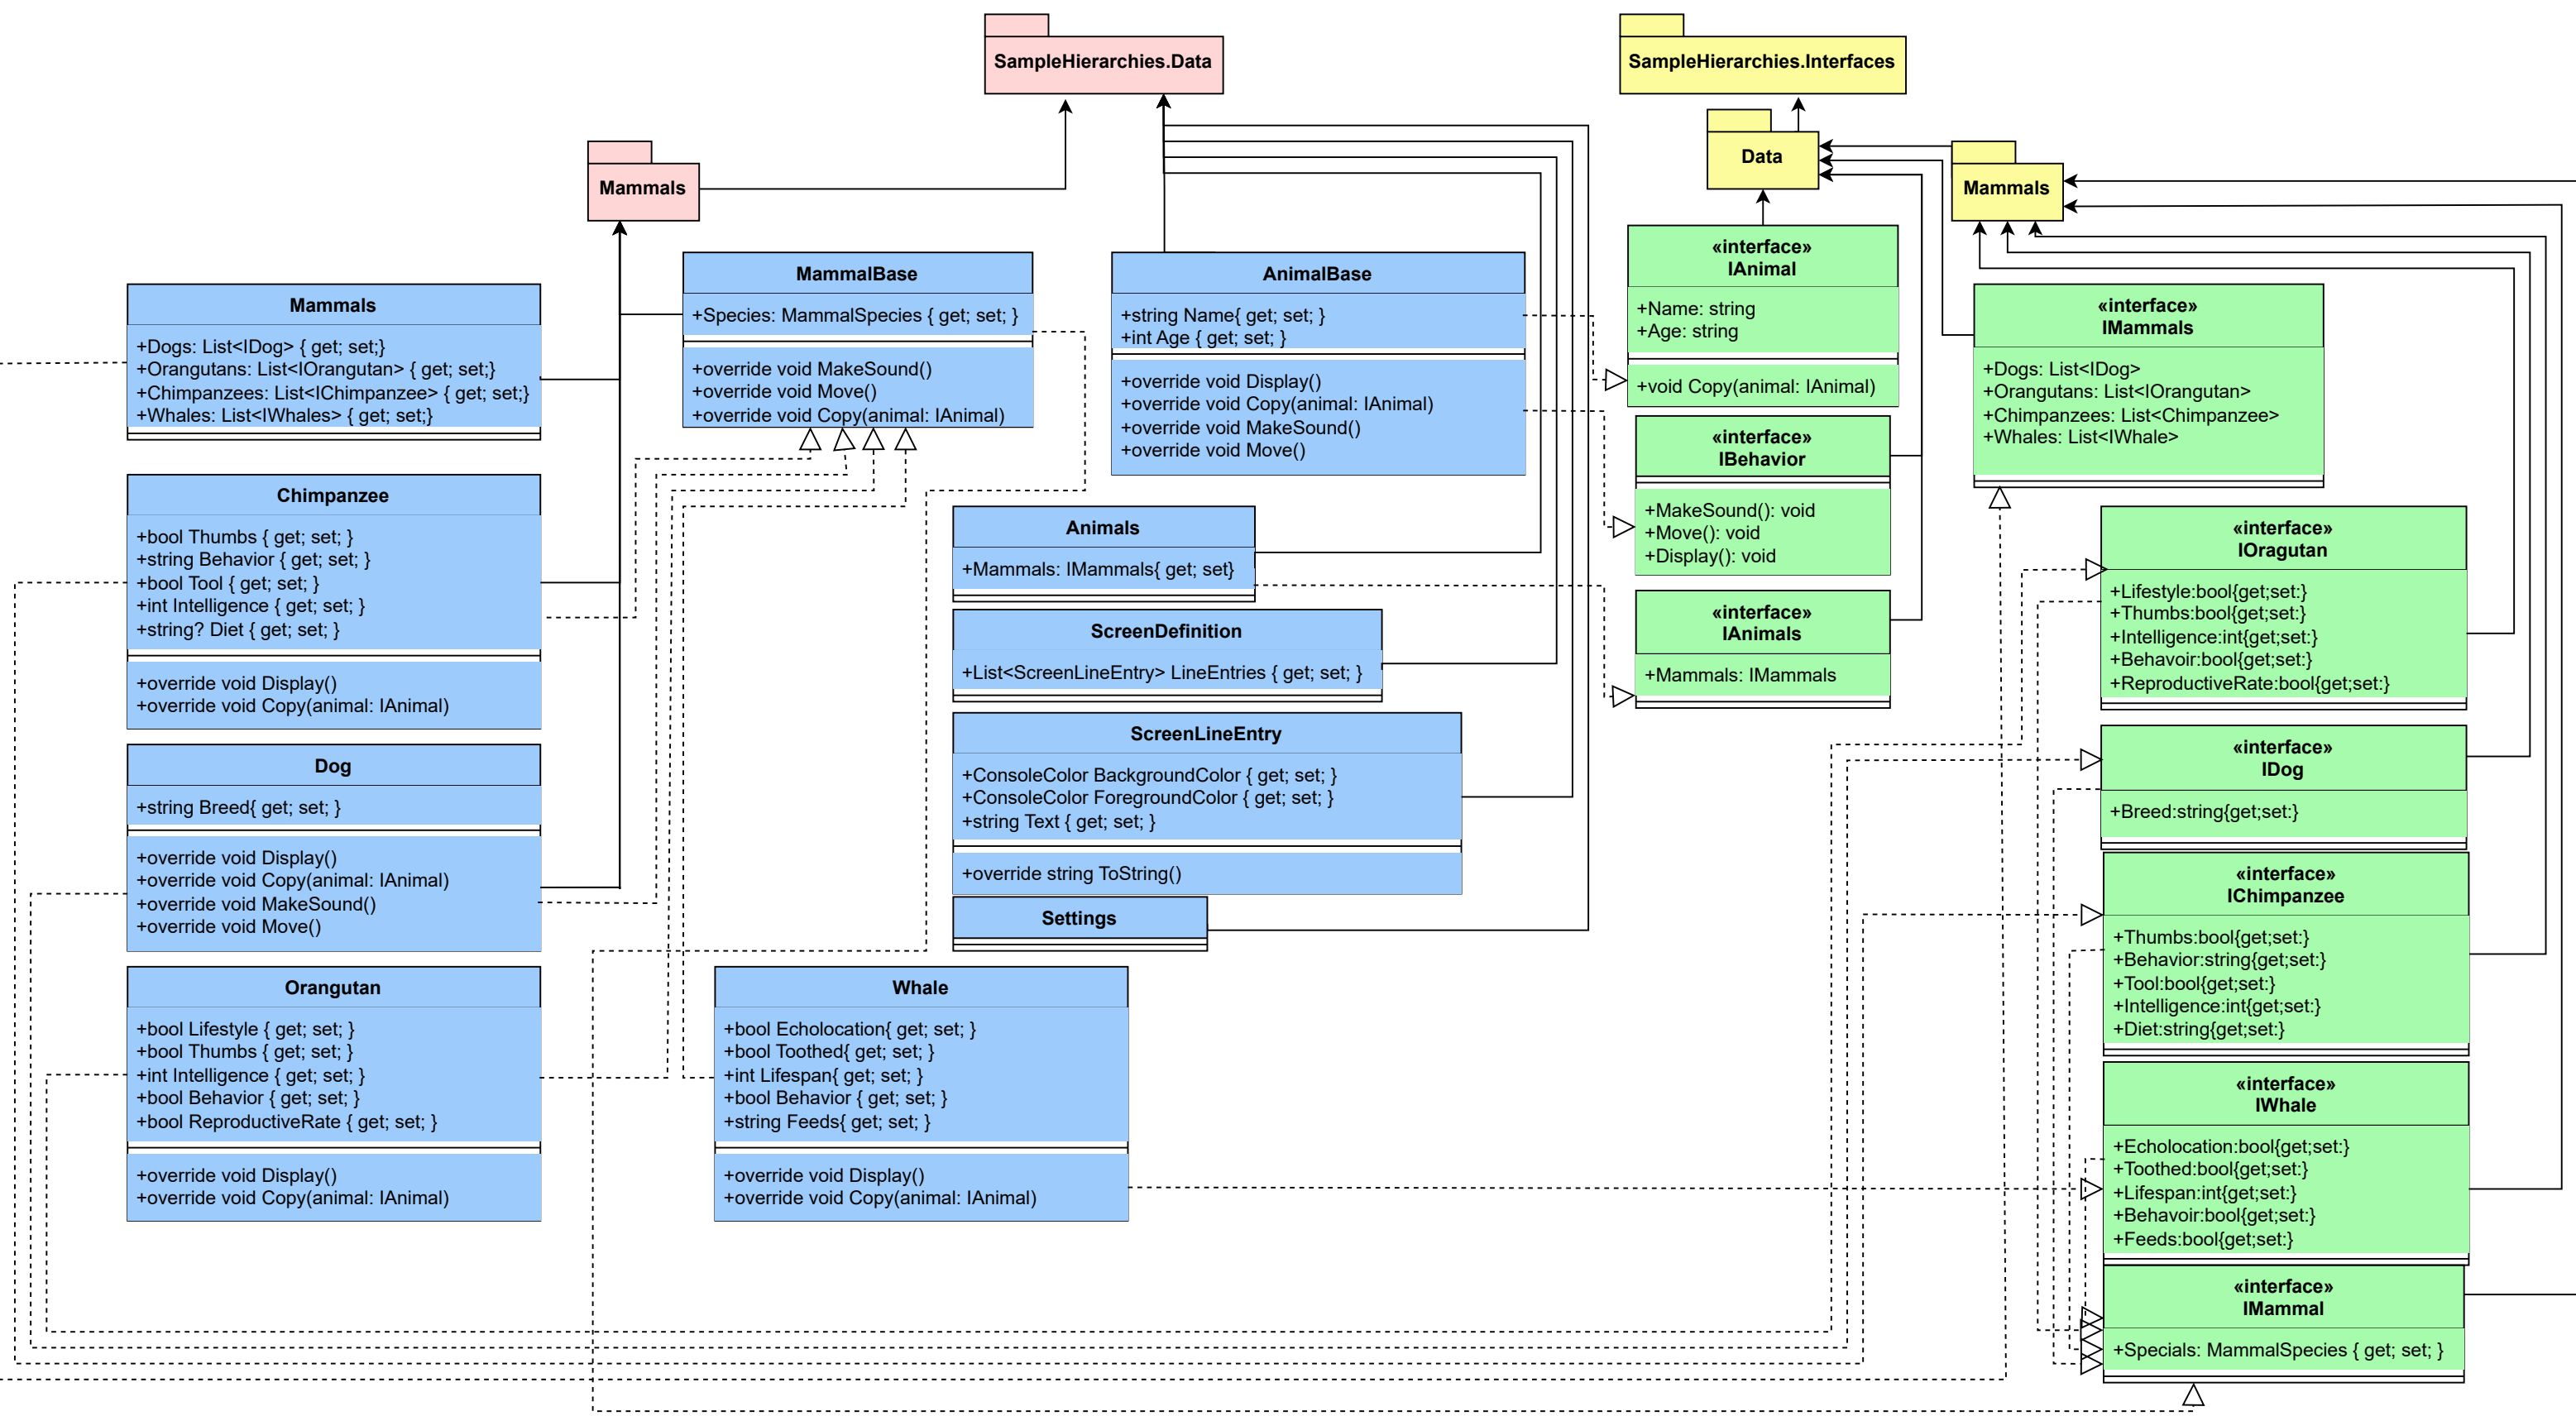 SampleHierarchies.Data
SampleHierarchies.Interfaces
Mammals
Data
Mammals
Mammals
+Dogs: List<IDog> { get; set;}
+Orangutans: List<IOrangutan> { get; set;}
+Chimpanzees: List<IChimpanzee> { get; set;}
+Whales: List<IWhales> { get; set;}
MammalBase
+Species: MammalSpecies { get; set; }
+override void MakeSound()
+override void Move()
+override void Copy(animal: IAnimal)
AnimalBase
+string Name{ get; set; }
+int Age { get; set; }
+override void Display()
+override void Copy(animal: IAnimal)
+override void MakeSound()
+override void Move()
«interface»
IAnimal
+Name: string
+Age: string
+void Copy(animal: IAnimal)
«interface»
IMammals
+Dogs: List<IDog>
+Orangutans: List<IOrangutan>
+Chimpanzees: List<Chimpanzee>
+Whales: List<IWhale>
«interface»
IBehavior
+MakeSound(): void
+Move(): void
+Display(): void
Chimpanzee
+bool Thumbs { get; set; }
+string Behavior { get; set; }
+bool Tool { get; set; }
+int Intelligence { get; set; }
+string? Diet { get; set; }
+override void Display()
+override void Copy(animal: IAnimal)
Animals
+Mammals: IMammals{ get; set}
«interface»
IAnimals
+Mammals: IMammals
«interface»
IOragutan
+Lifestyle:bool{get;set:}
+Thumbs:bool{get;set:}
+Intelligence:int{get;set:}
+Behavoir:bool{get;set:}
+ReproductiveRate:bool{get;set:}
ScreenDefinition
+List<ScreenLineEntry> LineEntries { get; set; }
ScreenLineEntry
+ConsoleColor BackgroundColor { get; set; }
+ConsoleColor ForegroundColor { get; set; }
+string Text { get; set; }
+override string ToString()
Dog
+string Breed{ get; set; }
+override void Display()
+override void Copy(animal: IAnimal)
+override void MakeSound()
+override void Move()
«interface»
IDog
+Breed:string{get;set:}
Settings
«interface»
IChimpanzee
+Thumbs:bool{get;set:}
+Behavior:string{get;set:}
+Tool:bool{get;set:}
+Intelligence:int{get;set:}
+Diet:string{get;set:}
Orangutan
+bool Lifestyle { get; set; }
+bool Thumbs { get; set; }
+int Intelligence { get; set; }
+bool Behavior { get; set; }
+bool ReproductiveRate { get; set; }
+override void Display()
+override void Copy(animal: IAnimal)
Whale
+bool Echolocation{ get; set; }
+bool Toothed{ get; set; }
+int Lifespan{ get; set; }
+bool Behavior { get; set; }
+string Feeds{ get; set; }
+override void Display()
+override void Copy(animal: IAnimal)
«interface»
IWhale
+Echolocation:bool{get;set:}
+Toothed:bool{get;set:}
+Lifespan:int{get;set:}
+Behavoir:bool{get;set:}
+Feeds:bool{get;set:}
«interface»
IMammal
+Specials: MammalSpecies { get; set; }